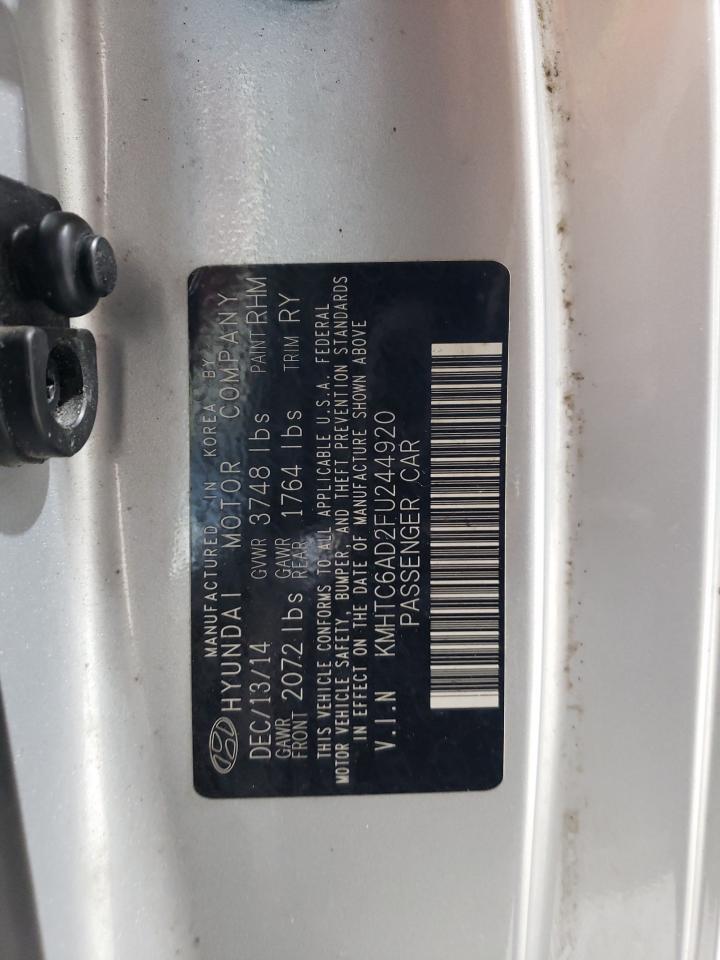 MANUFACTURED IN KOREA BY
HYUNDAI MOTOR COMPANY
DEC/13/14 GVWR 3748 lbs PAINT RHM
GAWR FRONT 2072 lbs GAWR REAR 1764 lbs TRIM RY
THIS VEHICLE CONFORMS TO ALL APPLICABLE U.S.A. FEDERAL
MOTOR VEHICLE SAFETY, BUMPER, AND THEFT PREVENTION STANDARDS
IN EFFECT ON THE DATE OF MANUFACTURE SHOWN ABOVE
V.I.N KMHTC6AD2FU244920
PASSENGER CAR